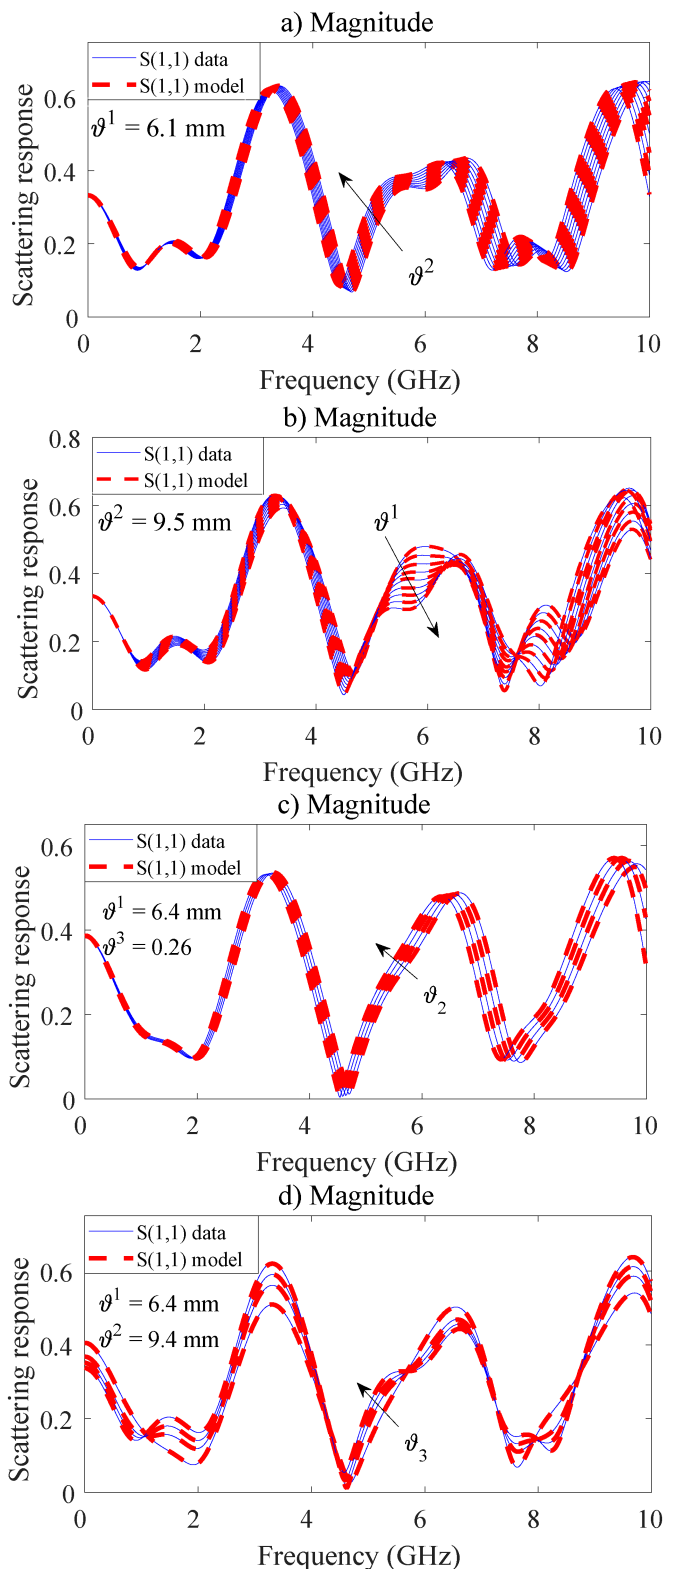 a) Magnitude
S(1,1) data
S(1,1) model
ϑ¹ = 6.1 mm
ϑ²
Scattering response
0
0.2
0.4
0.6
0 2 4 6 8 10
Frequency (GHz)
b) Magnitude
S(1,1) data
S(1,1) model
ϑ² = 9.5 mm
ϑ¹
Scattering response
0
0.2
0.4
0.6
0.8
0 2 4 6 8 10
Frequency (GHz)
c) Magnitude
S(1,1) data
S(1,1) model
ϑ¹ = 6.4 mm
ϑ³ = 0.26
ϑ₂
Scattering response
0
0.2
0.4
0.6
0 2 4 6 8 10
Frequency (GHz)
d) Magnitude
S(1,1) data
S(1,1) model
ϑ¹ = 6.4 mm
ϑ² = 9.4 mm
ϑ₃
Scattering response
0
0.2
0.4
0.6
0 2 4 6 8 10
Frequency (GHz)